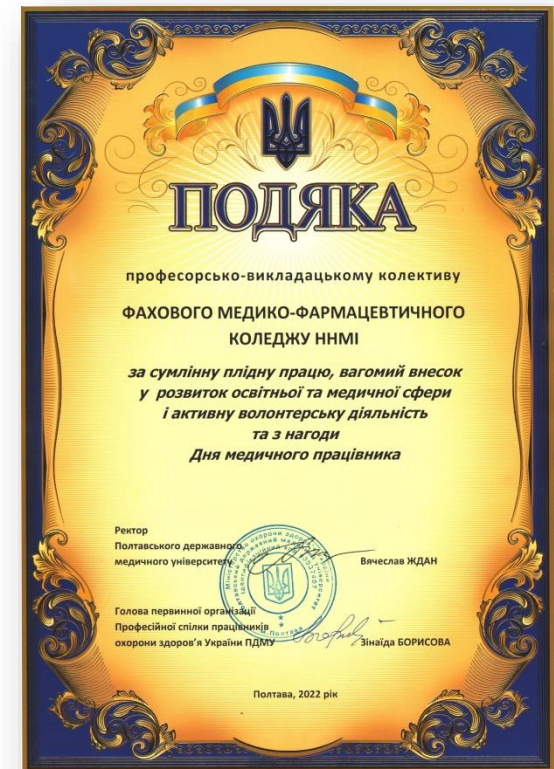 ПОДЯКА
професорсько-викладацькому колективу
ФАХОВОГО МЕДИКО-ФАРМАЦЕВТИЧНОГО
КОЛЕДЖУ ННМІ
за сумлінну плідну працю, вагомий внесок
у розвиток освітньої та медичної сфери
і активну волонтерську діяльність
та з нагоди
Дня медичного працівника
Ректор
Полтавського державного
медичного університету
Вячеслав ЖДАН
Голова первинної організації
Професійної спілки працівників
охорони здоров'я України ПДМУ
Зінаїда БОРИСОВА
Полтава, 2022 рік